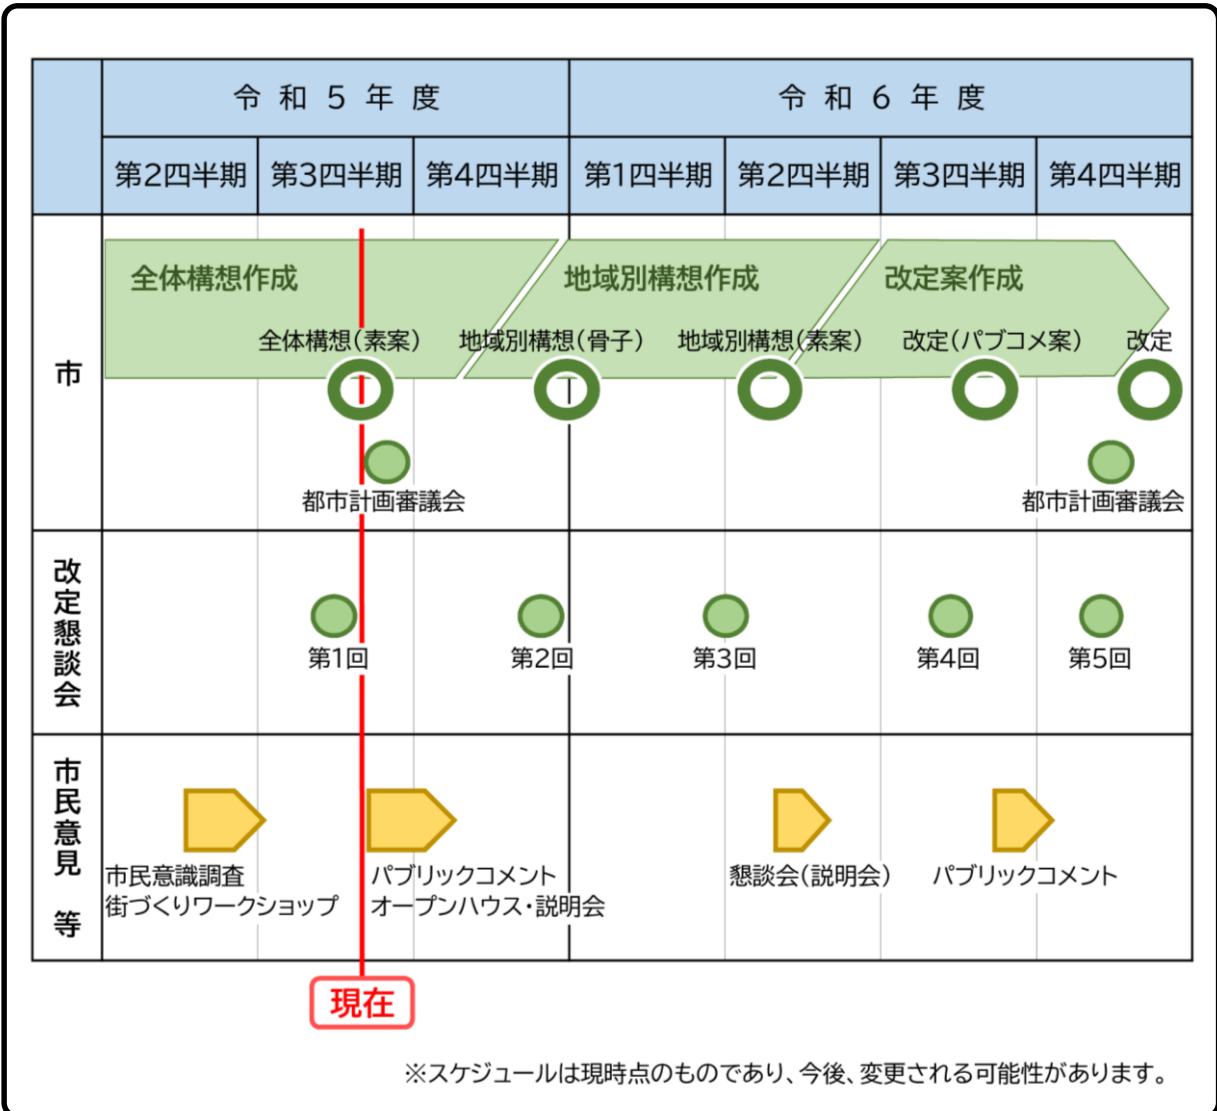 令和5年度
令和6年度
第2四半期
第3四半期
第4四半期
第1四半期
第2四半期
第3四半期
第4四半期
市
全体構想作成
地域別構想作成
改定案作成
全体構想(素案)
地域別構想(骨子)
地域別構想(素案)
改定(パブコメ案)
改定
都市計画審議会
都市計画審議会
改定懇談会
第1回
第2回
第3回
第4回
第5回
市民意見 等
市民意識調査
街づくりワークショップ
パブリックコメント
オープンハウス・説明会
懇談会(説明会)
パブリックコメント
現在
※スケジュールは現時点のものであり、今後、変更される可能性があります。